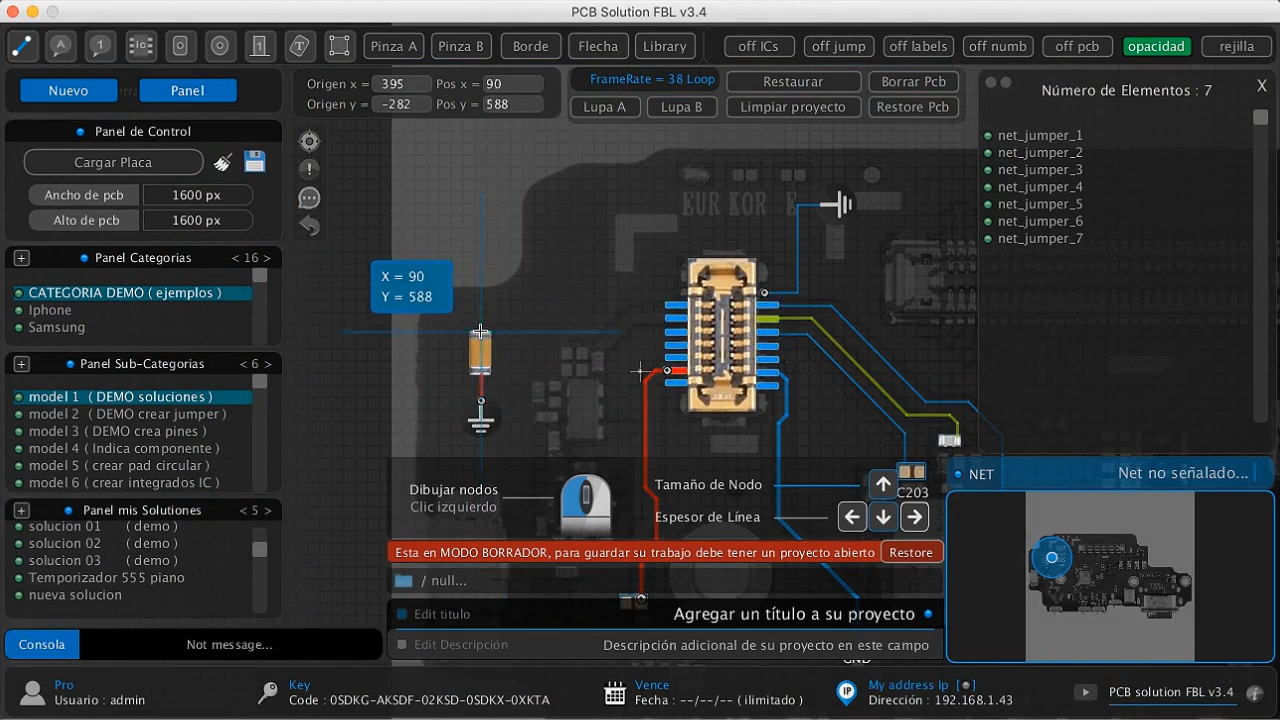 PCB Solution FBL v3.4
A
1
ic
1
T
Pinza A
Pinza B
Borde
Flecha
Library
off ICs
off jump
off labels
off numb
off pcb
opacidad
rejilla
Nuevo
Panel
Origen x = 395 Pos x = 90
Origen y = -282 Pos y = 588
FrameRate = 38 Loop
Restaurar
Borrar Pcb
Lupa A
Lupa B
Limpiar proyecto
Restore Pcb
Número de Elementos : 7
X
net_jumper_1
net_jumper_2
net_jumper_3
net_jumper_4
net_jumper_5
net_jumper_6
net_jumper_7
Panel de Control
Cargar Placa
Ancho de pcb 1600 px
Alto de pcb 1600 px
Panel Categorias < 16 >
CATEGORIA DEMO ( ejemplos )
Iphone
Samsung
Panel Sub-Categorias < 6 >
model 1 ( DEMO soluciones )
model 2 ( DEMO crear jumper )
model 3 ( DEMO crea pines )
model 4 ( Indica componente )
model 5 ( crear pad circular )
model 6 ( crear integrados IC )
Panel mis Solutiones < 5 >
solucion 01 ( demo )
solucion 02 ( demo )
solucion 03 ( demo )
Temporizador 555 piano
nueva solucion
Consola
Not message...
EUR KOR
X = 90
Y = 588
C203
Dibujar nodos
Clic izquierdo
Tamaño de Nodo
Espesor de Línea
Esta en MODO BORRADOR, para guardar su trabajo debe tener un proyecto abierto
Restore
/ null...
Edit titulo
Agregar un título a su proyecto
Edit Descripción
Descripción adicional de su proyecto en este campo
GND
NET
Net no señalado...
Pro
Usuario : admin
Key
Code : 0SDKG-AKSDF-02KSD-0SDKX-0XKTA
Vence
Fecha : --/--/-- ( ilimitado )
IP
My address Ip
Dirección : 192.168.1.43
PCB solution FBL v3.4